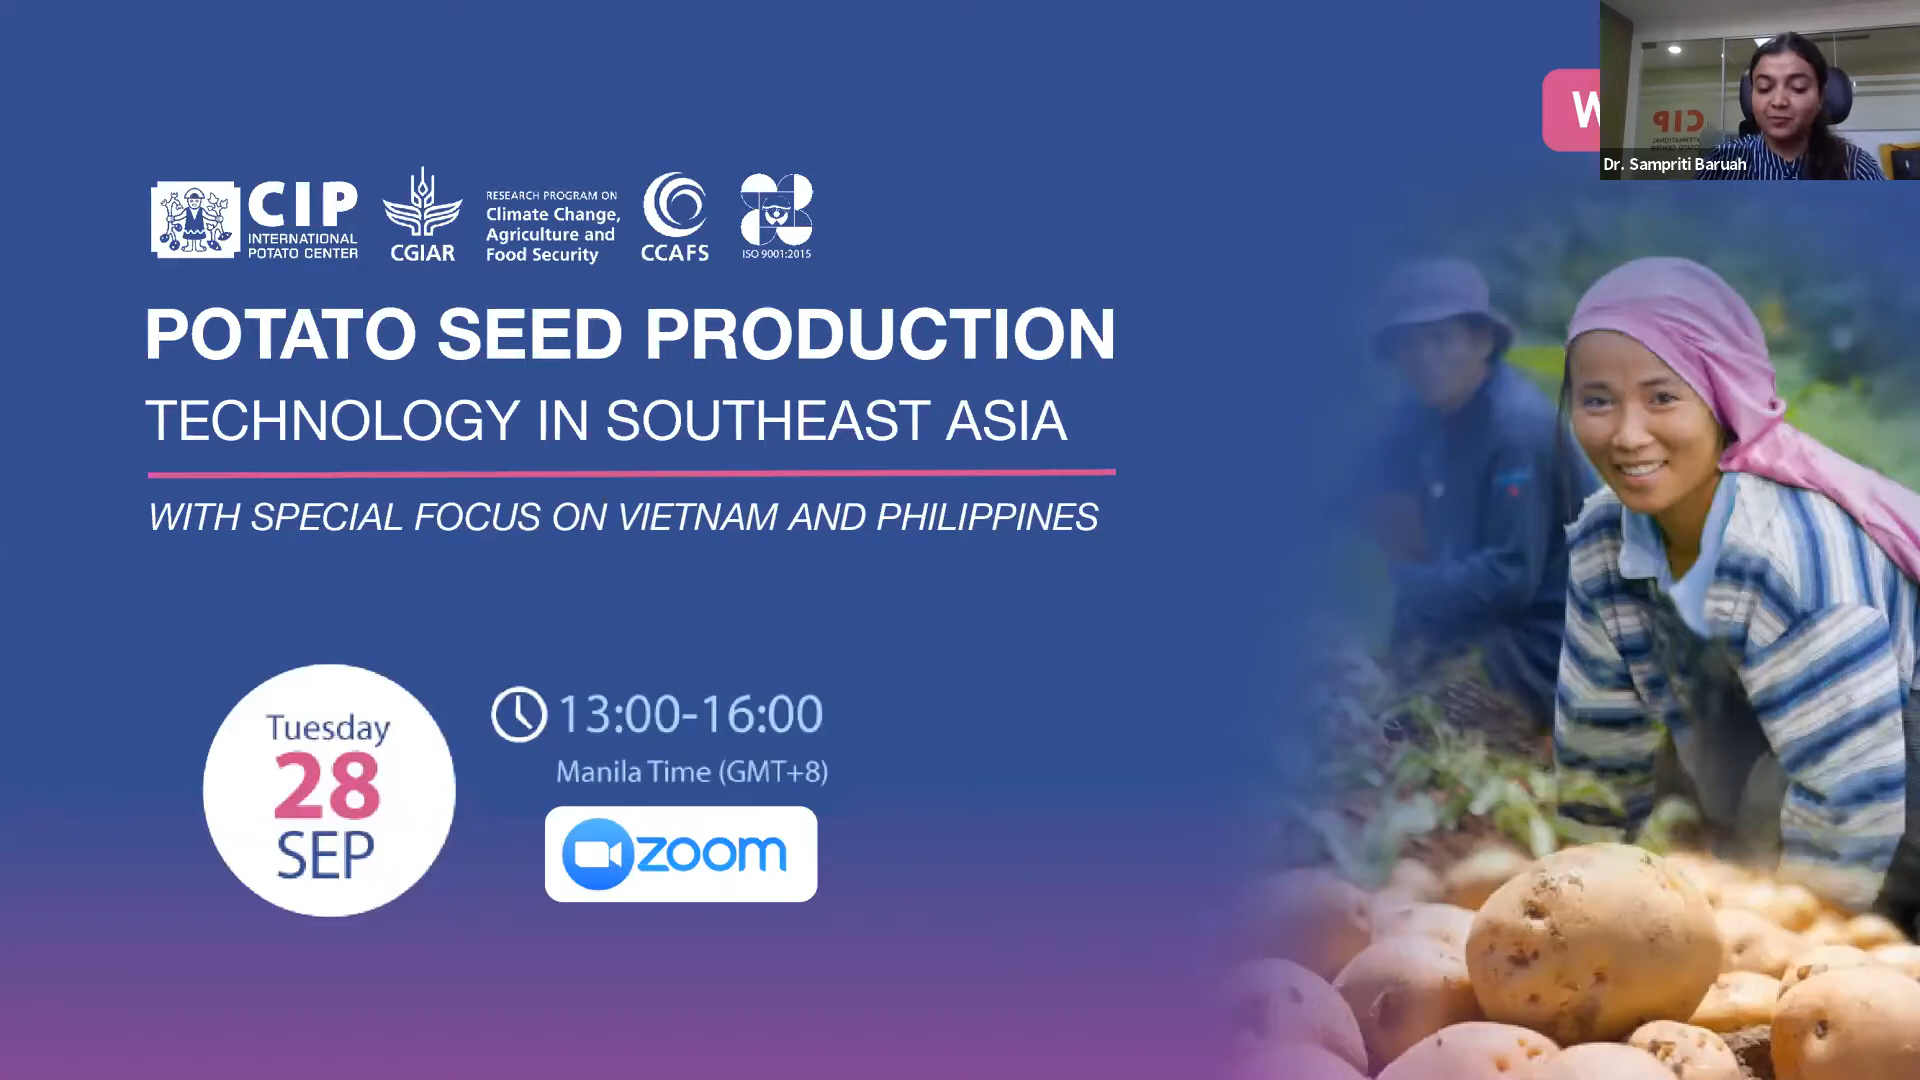 W
Dr. Sampriti Baruah
CIP
INTERNATIONAL
POTATO CENTER
CGIAR
RESEARCH PROGRAM ON
Climate Change,
Agriculture and
Food Security
CCAFS
ISO 9001:2015
POTATO SEED PRODUCTION
TECHNOLOGY IN SOUTHEAST ASIA
WITH SPECIAL FOCUS ON VIETNAM AND PHILIPPINES
Tuesday
28
SEP
13:00-16:00
Manila Time (GMT+8)
zoom
CIP